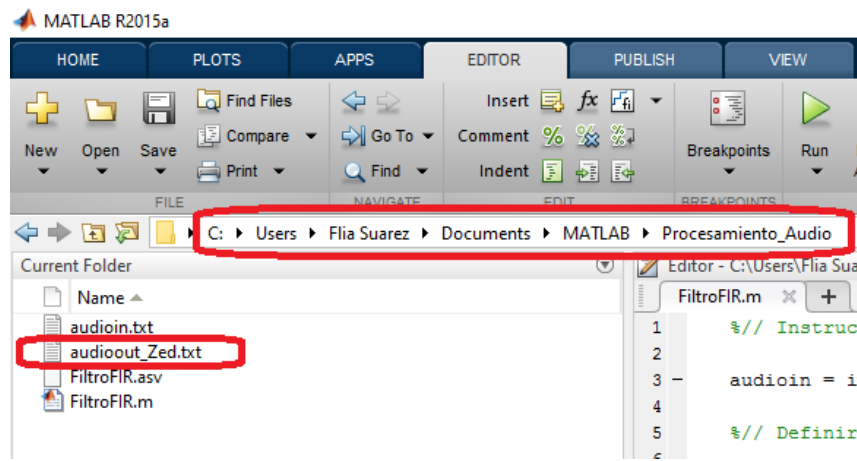 MATLAB R2015a
HOME PLOTS APPS EDITOR PUBLISH VIEW
New Open Save Find Files Compare Print
FILE
Go To Find
NAVIGATE
Insert fx
Comment %
Indent
EDIT
Breakpoints
BREAKPOINTS
Run
C: Users Flia Suarez Documents MATLAB Procesamiento_Audio
Current Folder
Name
audioin.txt
audioout_Zed.txt
FiltroFIR.asv
FiltroFIR.m
Editor - C:\Users\Flia Sua
FiltroFIR.m
1 %// Instruc
2
3 - audioin = i
4
5 %// Definir